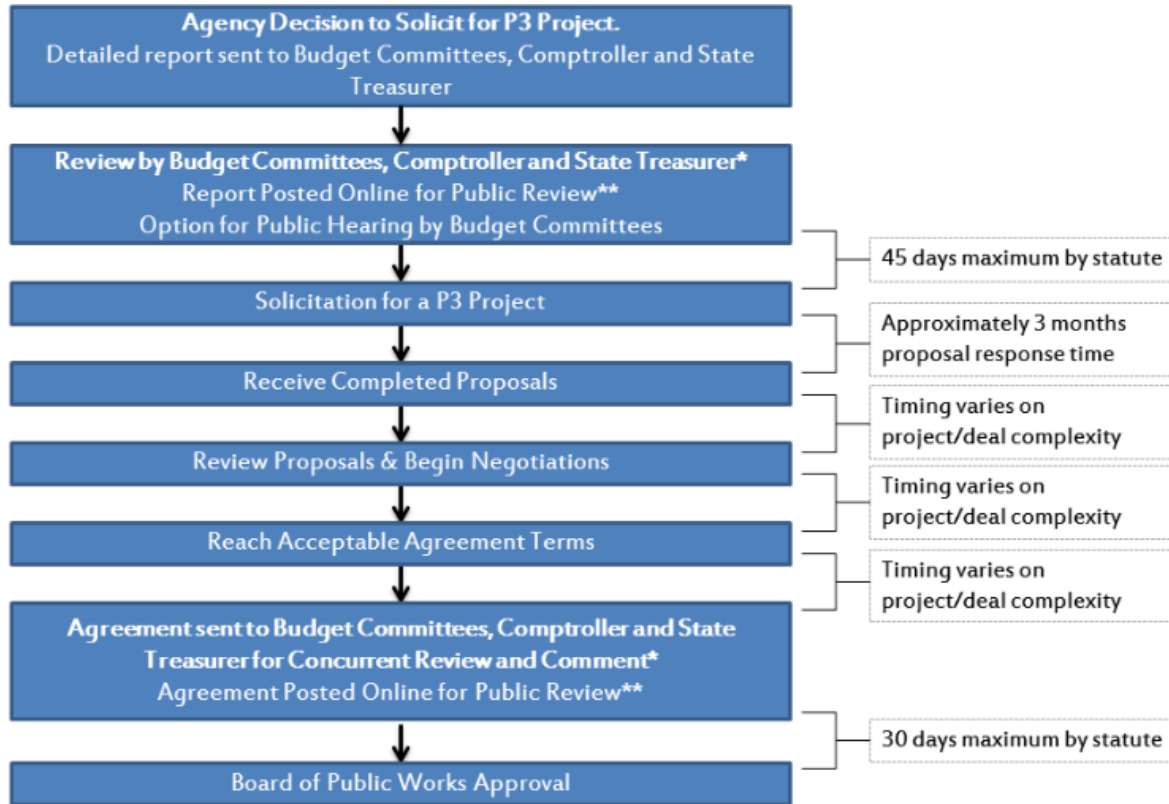 Agency Decision to Solicit for P3 Project.
Detailed report sent to Budget Committees, Comptroller and State
Treasurer
Review by Budget Committees, Comptroller and State Treasurer*
Report Posted Online for Public Review**
Option for Public Hearing by Budget Committees
45 days maximum by statute
Solicitation for a P3 Project
Approximately 3 months
proposal response time
Receive Completed Proposals
Timing varies on
project/deal complexity
Review Proposals & Begin Negotiations
Timing varies on
project/deal complexity
Reach Acceptable Agreement Terms
Timing varies on
project/deal complexity
Agreement sent to Budget Committees, Comptroller and State
Treasurer for Concurrent Review and Comment*
Agreement Posted Online for Public Review**
30 days maximum by statute
Board of Public Works Approval